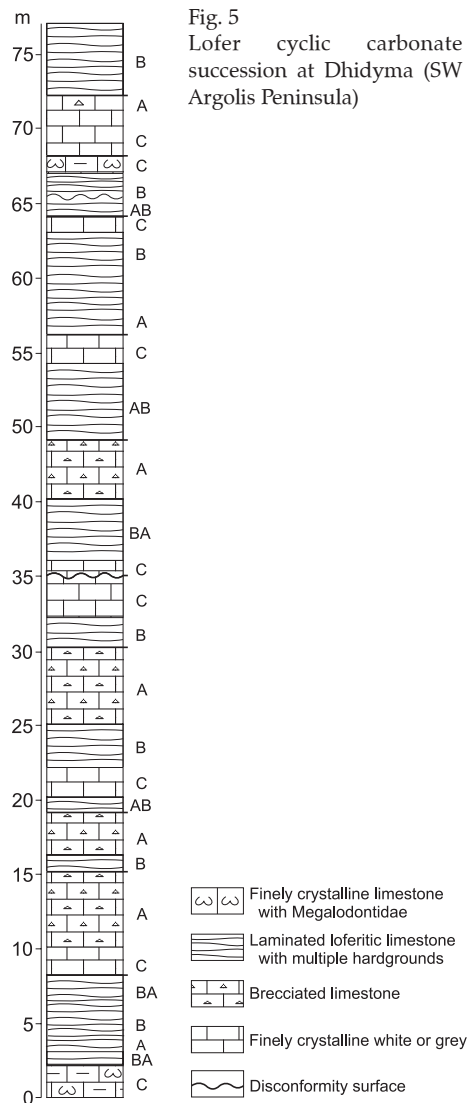 m
Fig. 5
Lofer cyclic carbonate
succession at Dhidyma (SW
Argolis Peninsula)
75
B
A
70
C
C
B
65
AB
C
B
60
A
55
C
AB
50
A
45
40
BA
C
35
C
B
30
A
25
B
C
20
AB
A
15
B
A
10
C
BA
5
B
A
BA
C
0
Finely crystalline limestone
with Megalodontidae
Laminated loferitic limestone
with multiple hardgrounds
Brecciated limestone
Finely crystalline white or grey
Disconformity surface